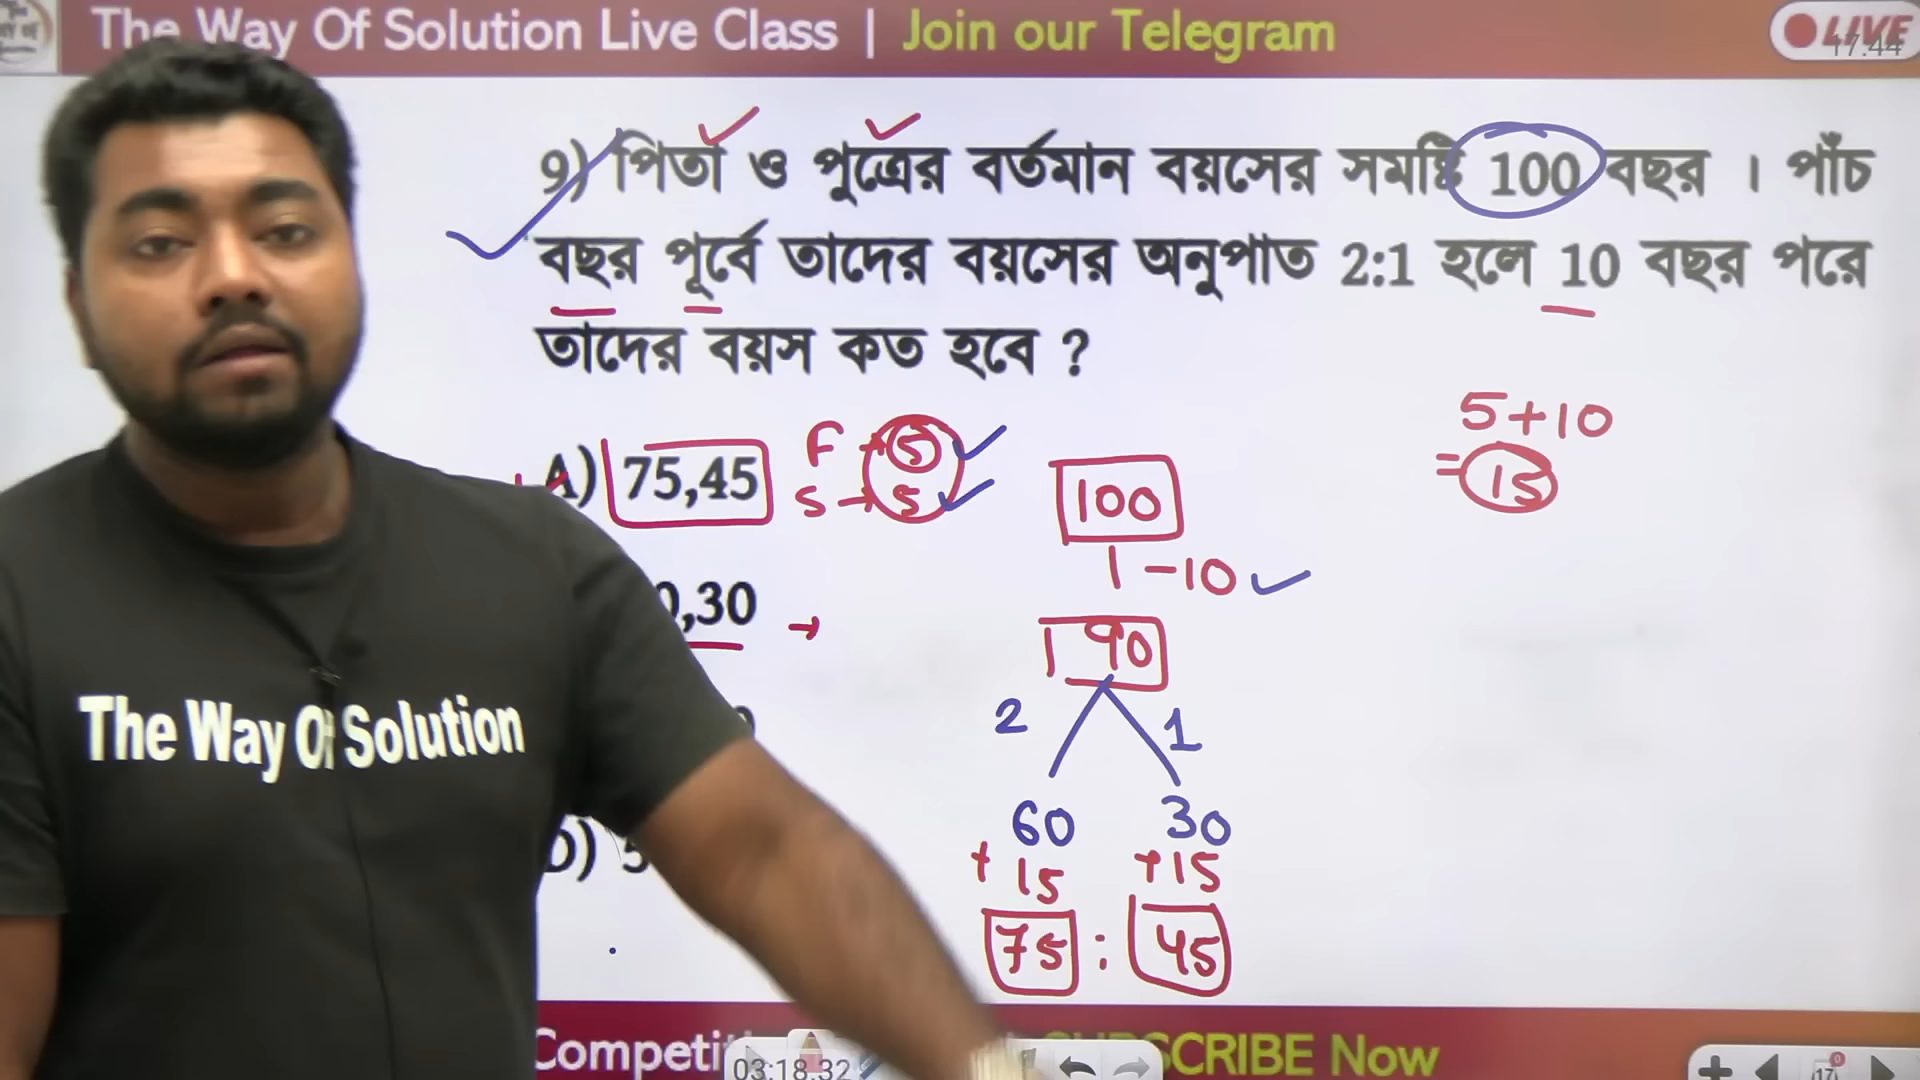 The Way Of Solution Live Class | Join our Telegram
LIVE
17:44
9) পিতা ও পুত্রের বর্তমান বয়সের সমষ্টি 100 বছর । পাঁচ
বছর পূর্বে তাদের বয়সের অনুপাত 2:1 হলে 10 বছর পরে
তাদের বয়স কত হবে ?
5+10
=15
A) 75,45
F → 5
S → 5
100
-10
,30
90
2 1
60 30
+15 +15
75 : 45
D) 5
The Way Of Solution
SCRIBE Now
03:18:32
17